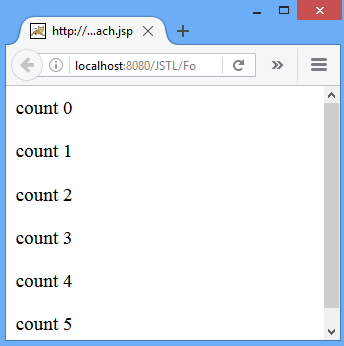 http://...ach.jsp
localhost:8080/JSTL/Fo
count 0
count 1
count 2
count 3
count 4
count 5